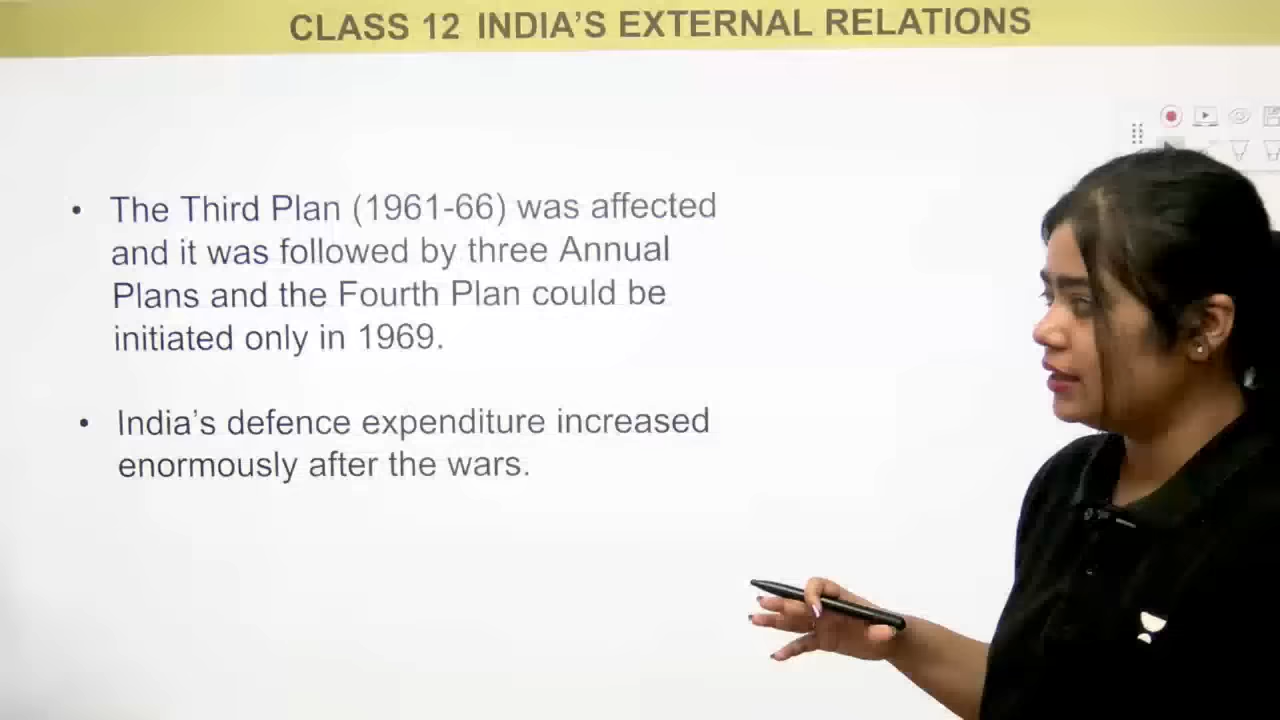 CLASS 12 INDIA'S EXTERNAL RELATIONS
• The Third Plan (1961-66) was affected
and it was followed by three Annual
Plans and the Fourth Plan could be
initiated only in 1969.
• India's defence expenditure increased
enormously after the wars.